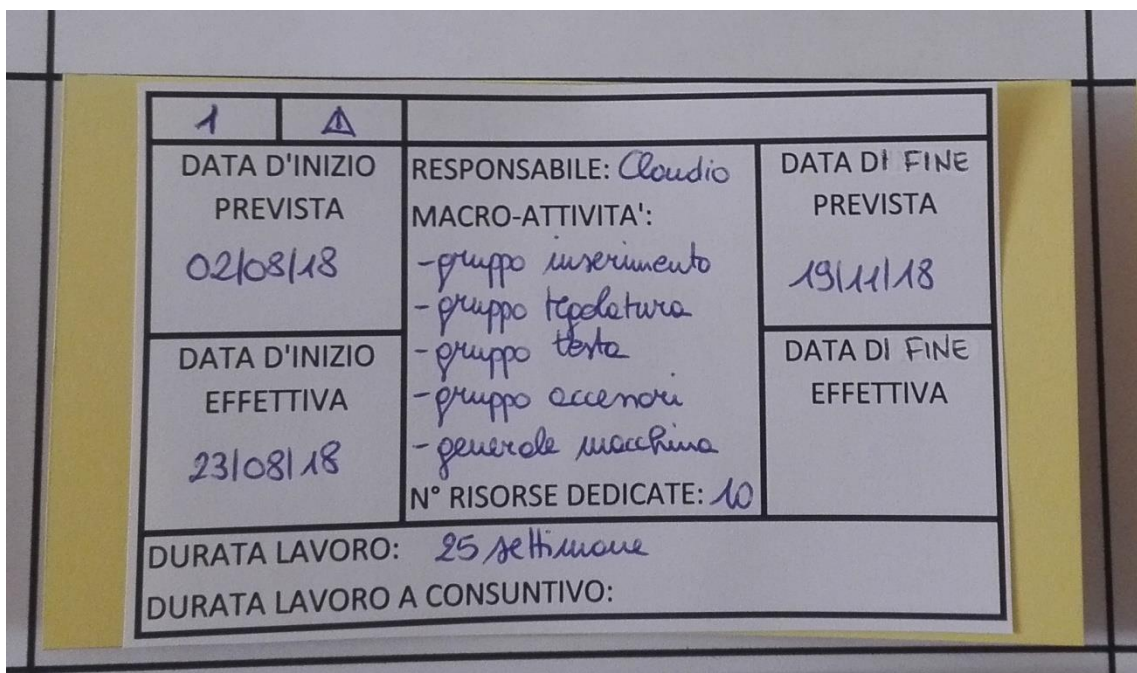 1
DATA D'INIZIO
PREVISTA
02/08/18
DATA D'INIZIO
EFFETTIVA
23/08/18
RESPONSABILE: Claudio
MACRO-ATTIVITA':
-gruppo inserimento
-gruppo tegolatura
-gruppo testa
-gruppo accessori
-generale macchina
N° RISORSE DEDICATE: 10
DATA DI FINE
PREVISTA
19/11/18
DATA DI FINE
EFFETTIVA
DURATA LAVORO: 25 settimane
DURATA LAVORO A CONSUNTIVO: